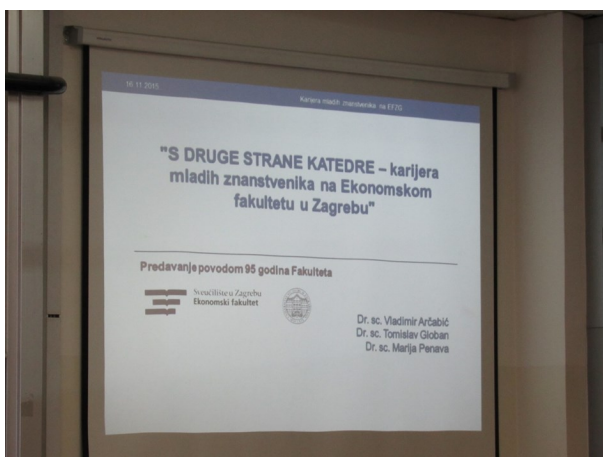 16.11.2015
Karijera mladih znanstvenika na EFZG
"S DRUGE STRANE KATEDRE – karijera
mladih znanstvenika na Ekonomskom
fakultetu u Zagrebu"
Predavanje povodom 95 godina Fakulteta
Sveučilište u Zagrebu
Ekonomski fakultet
Dr. sc. Vladimir Arčabić
Dr. sc. Tomislav Globan
Dr. sc. Marija Penava